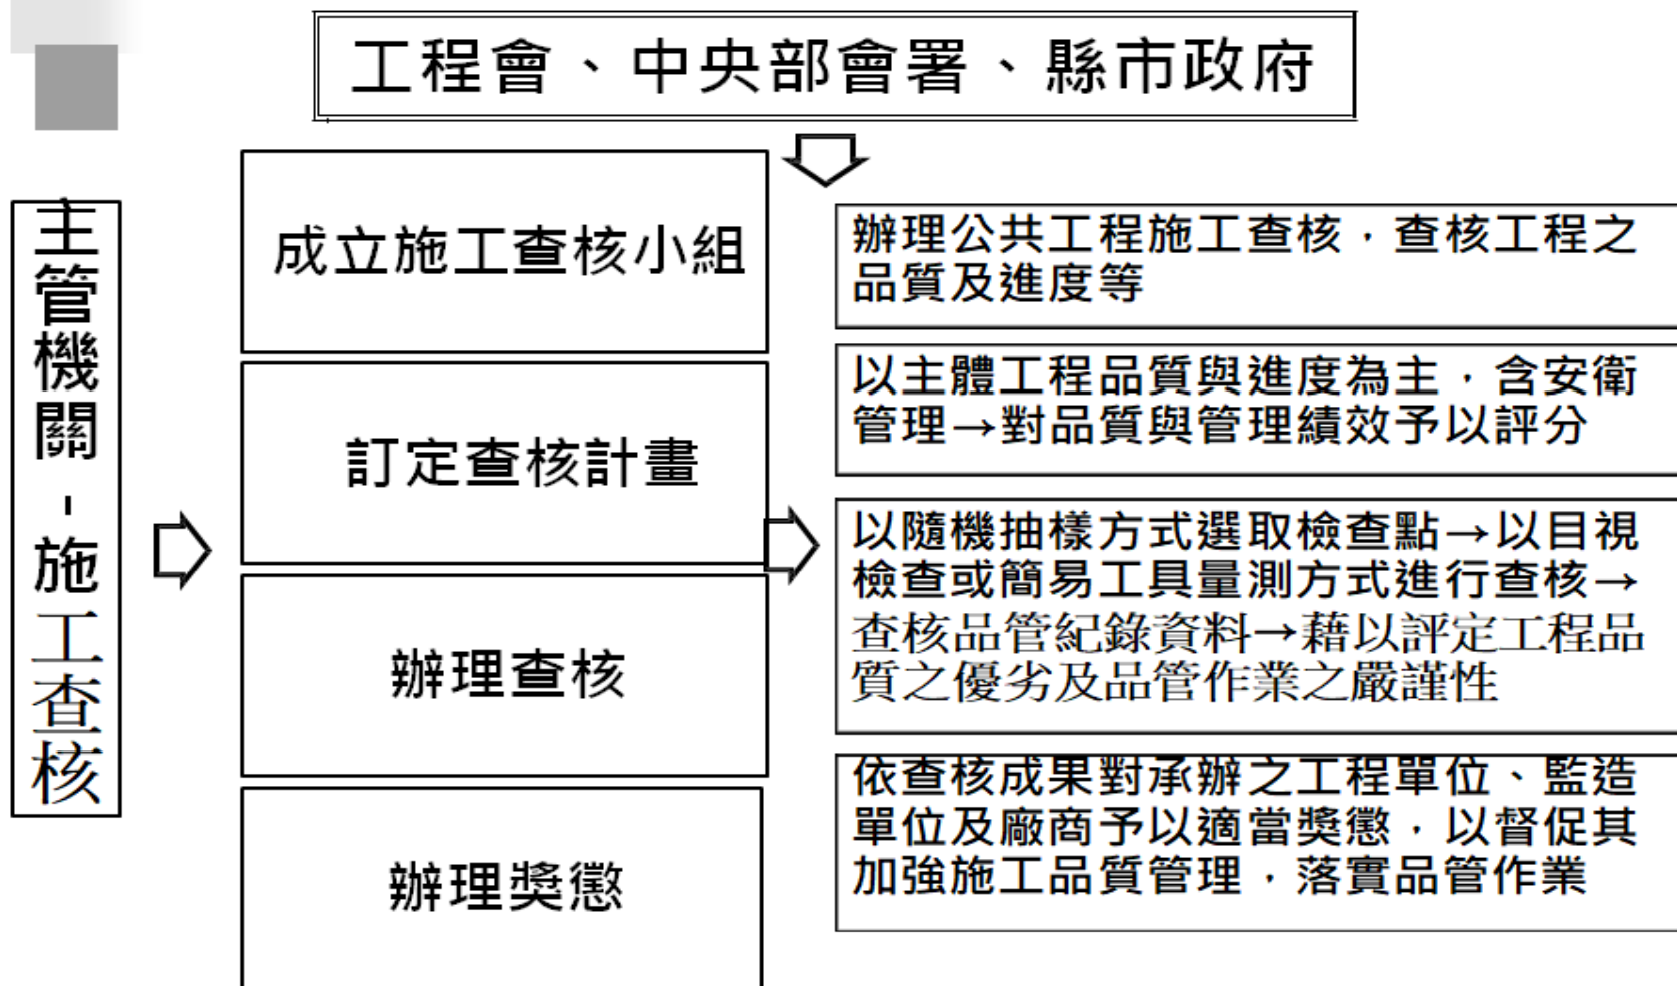 工程會、中央部會署、縣市政府
主管機關-施工查核
成立施工查核小組
辦理公共工程施工查核，查核工程之
品質及進度等
訂定查核計畫
以主體工程品質與進度為主，含安衛
管理→對品質與管理績效予以評分
辦理查核
以隨機抽樣方式選取檢查點→以目視
檢查或簡易工具量測方式進行查核→
查核品管紀錄資料→藉以評定工程品
質之優劣及品管作業之嚴謹性
辦理獎懲
依查核成果對承辦之工程單位、監造
單位及廠商予以適當獎懲，以督促其
加強施工品質管理，落實品管作業